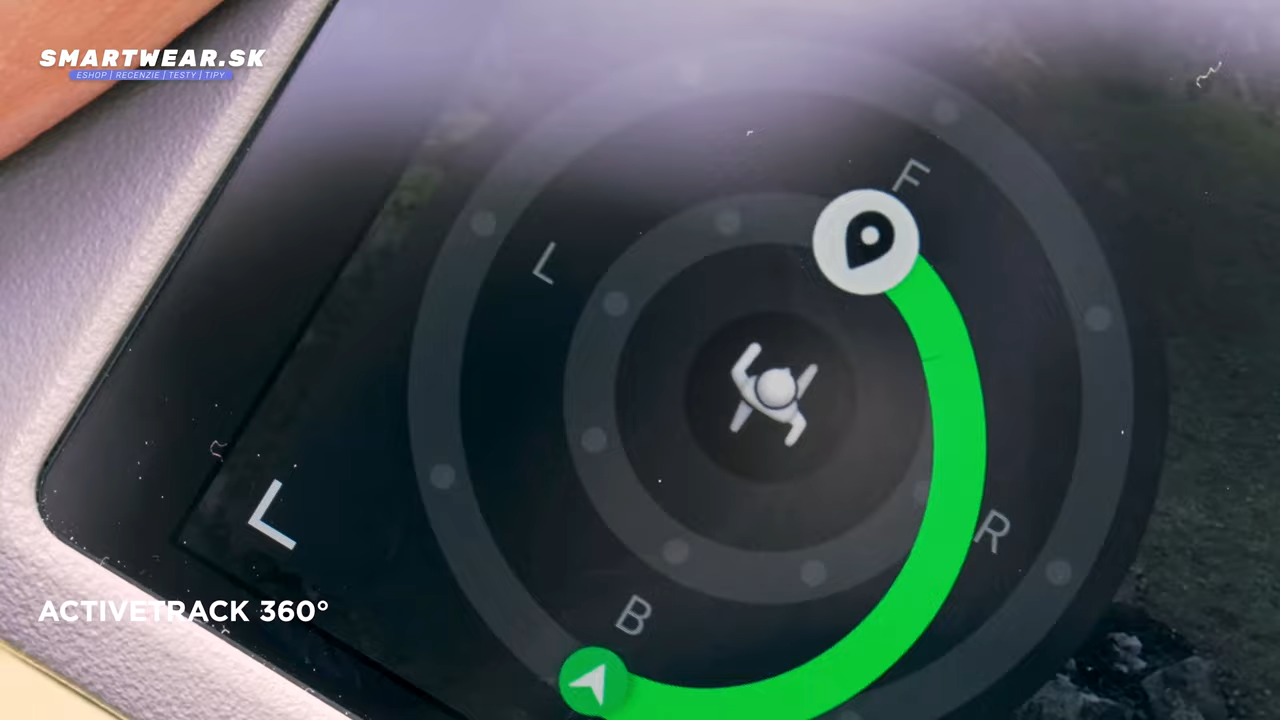 SMARTWEAR.SK
ESHOP | RECENZIE | TESTY | TIPY
F
L
R
L
B
ACTIVETRACK 360°